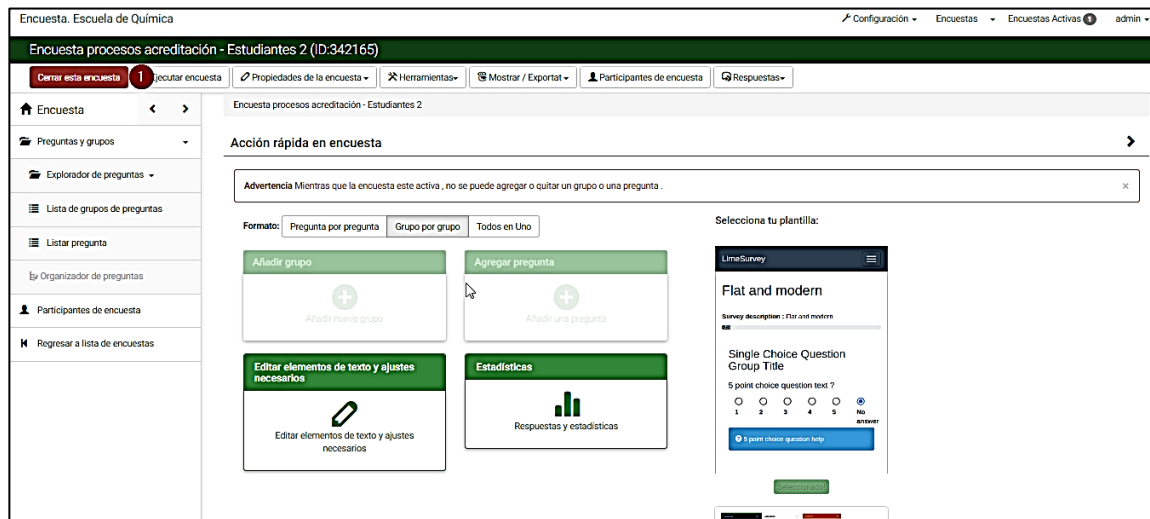 Encuesta. Escuela de Química
Configuración
Encuestas
Encuestas Activas 1
admin
Encuesta procesos acreditación - Estudiantes 2 (ID:342165)
Cerrar esta encuesta
1
jecutar encuesta
Propiedades de la encuesta
Herramientas
Mostrar / Exportat
Participantes de encuesta
Respuestas
Encuesta
Encuesta procesos acreditación - Estudiantes 2
Preguntas y grupos
Explorador de preguntas
Lista de grupos de preguntas
Listar pregunta
Organizador de preguntas
Participantes de encuesta
Regresar a lista de encuestas
Acción rápida en encuesta
Advertencia Mientras que la encuesta este activa , no se puede agregar o quitar un grupo o una pregunta .
Formato:
Pregunta por pregunta
Grupo por grupo
Todos en Uno
Añadir grupo
Añadir nuevo grupo
Agregar pregunta
Añadir una pregunta
Editar elementos de texto y ajustes
necesarios
Editar elementos de texto y ajustes
necesarios
Estadísticas
Respuestas y estadísticas
Selecciona tu plantilla:
LimeSurvey
Flat and modern
Survey description : Flat and modern
Single Choice Question
Group Title
5 point choice question text ?
1 2 3 4 5 No
answer
5 point choice question help